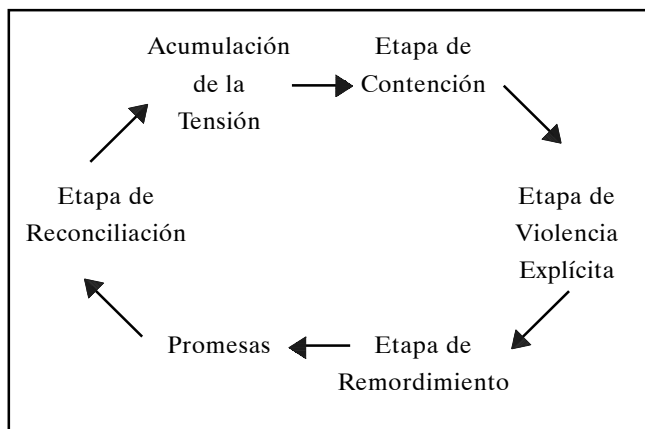 Acumulación
de la
Tensión
Etapa de
Contención
Etapa de
Violencia
Explícita
Etapa de
Remordimiento
Promesas
Etapa de
Reconciliación